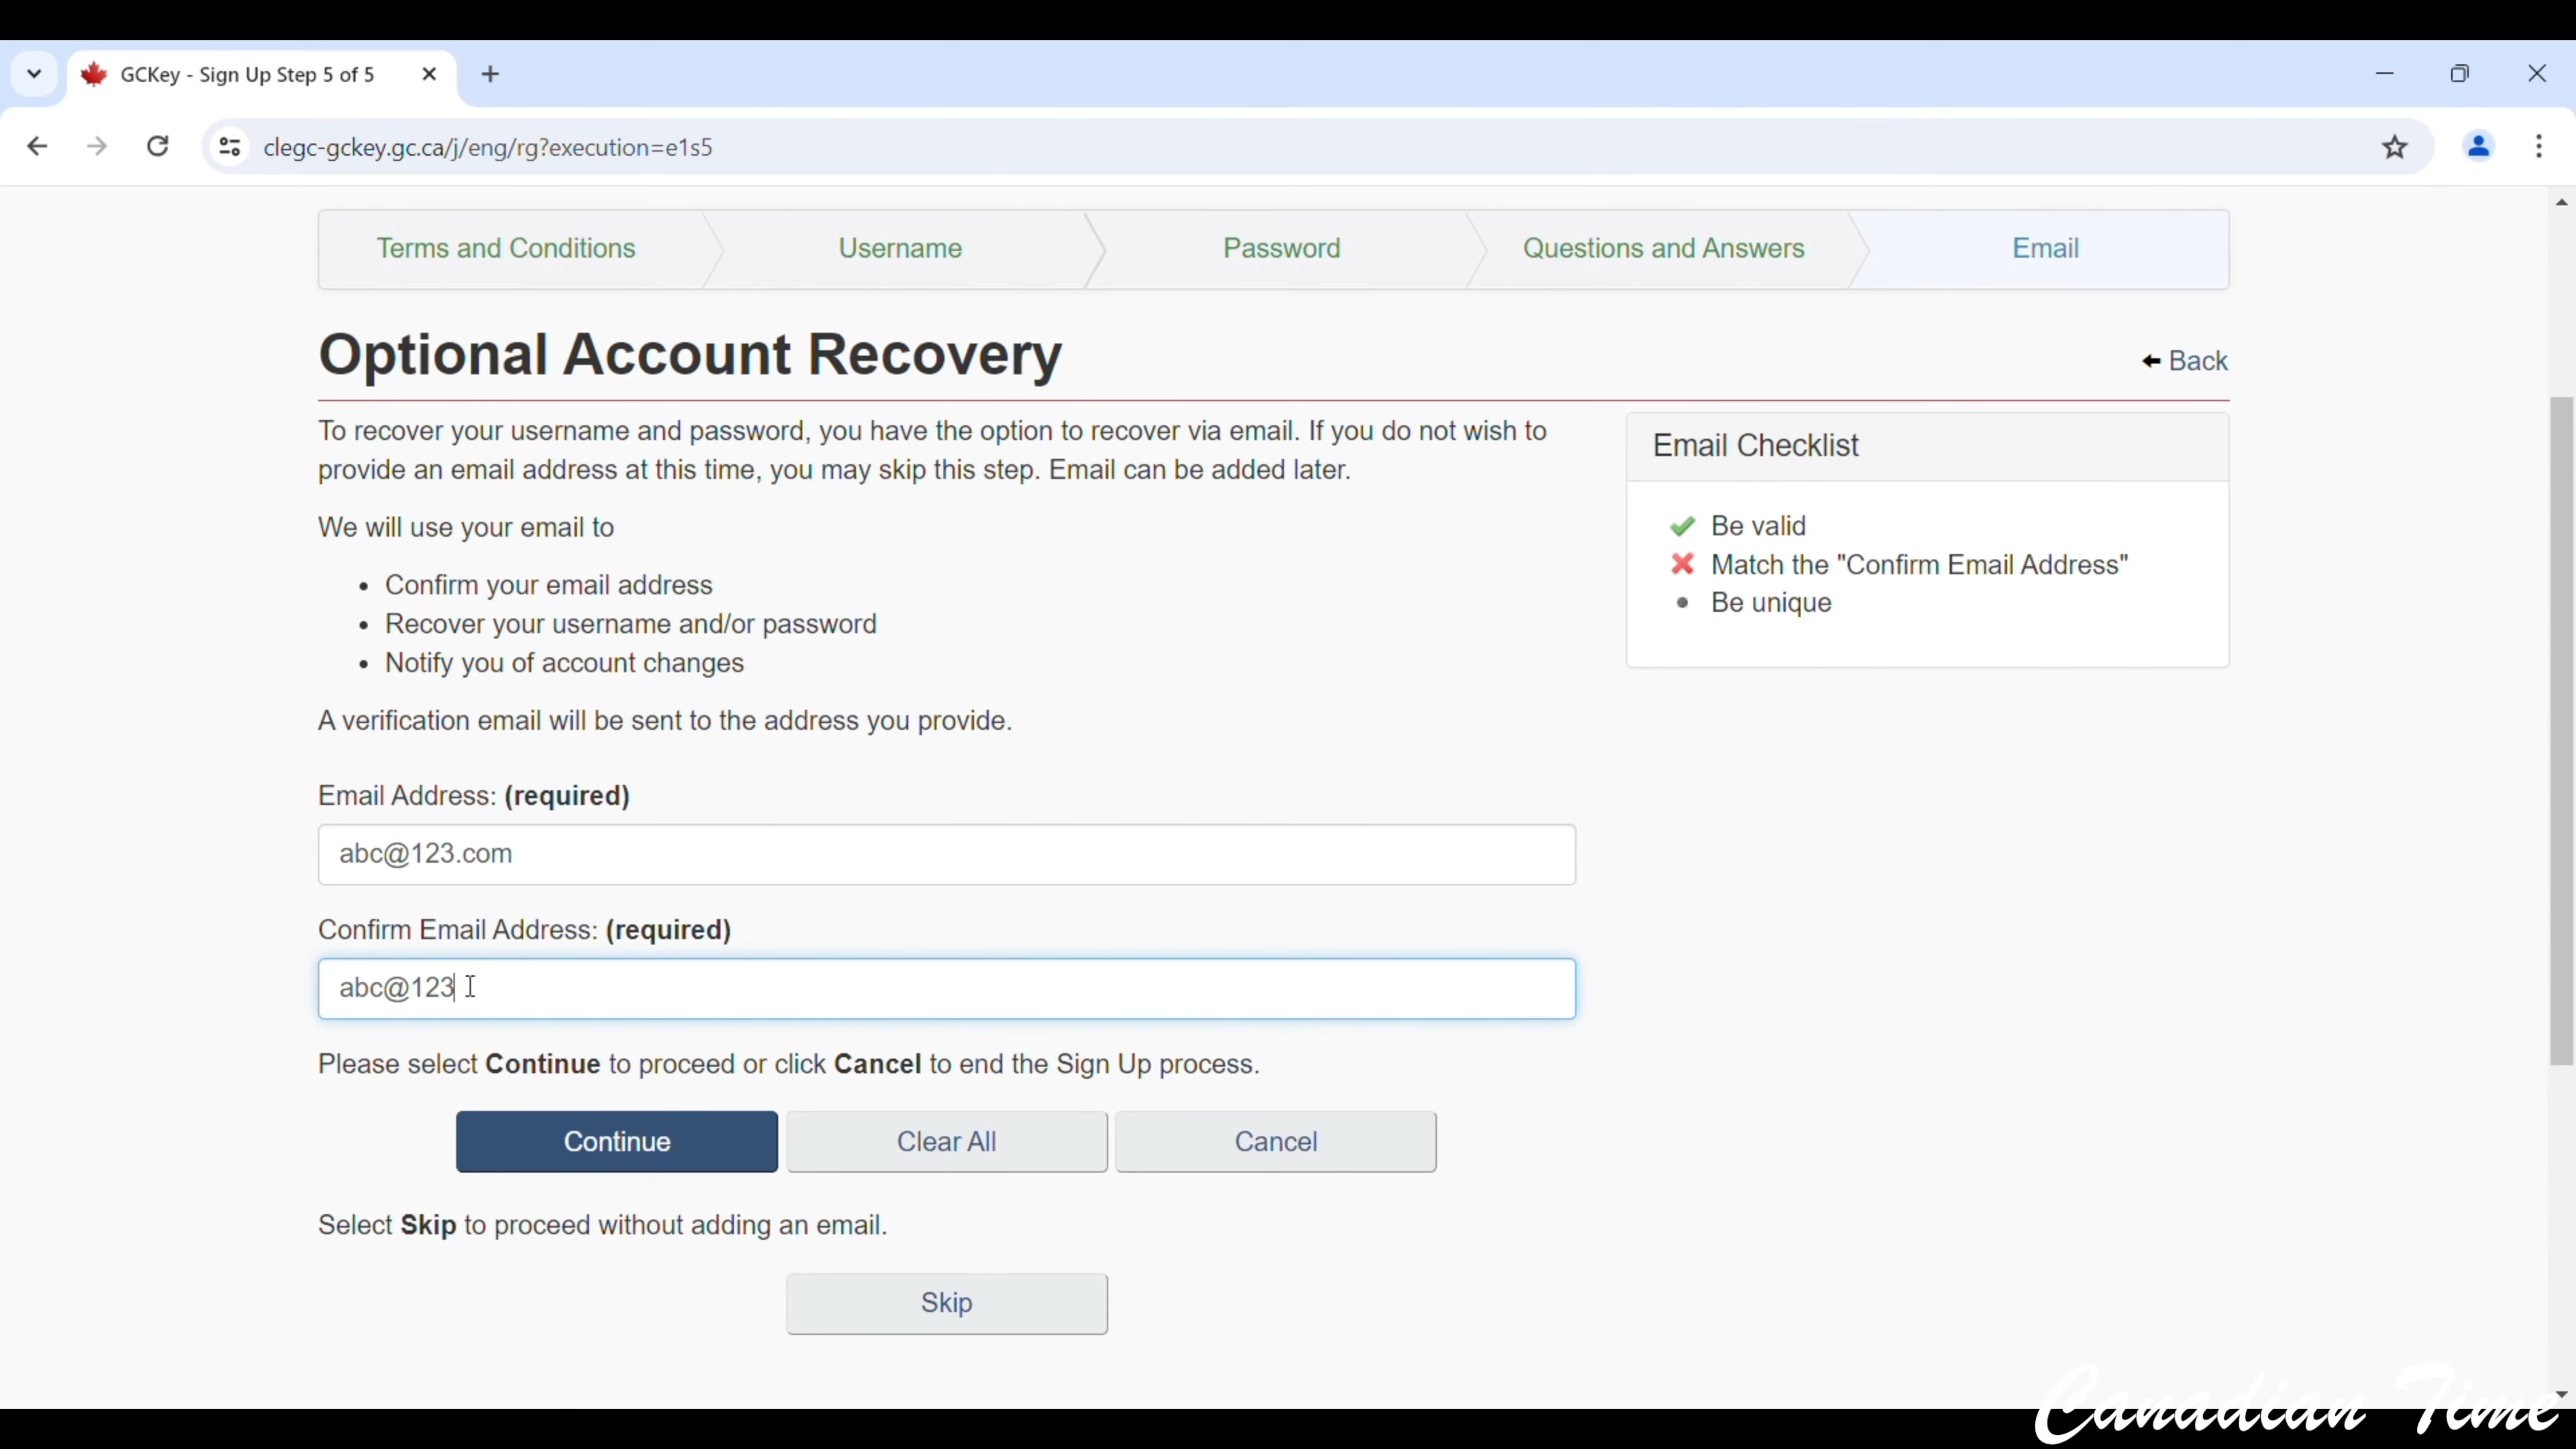 GCKey - Sign Up Step 5 of 5
clegc-gckey.gc.ca/j/eng/rg?execution=e1s5
Terms and Conditions
Username
Password
Questions and Answers
Email
Optional Account Recovery
Back
To recover your username and password, you have the option to recover via email. If you do not wish to
provide an email address at this time, you may skip this step. Email can be added later.
We will use your email to
• Confirm your email address
• Recover your username and/or password
• Notify you of account changes
A verification email will be sent to the address you provide.
Email Checklist
Be valid
Match the "Confirm Email Address"
Be unique
Email Address: (required)
abc@123.com
Confirm Email Address: (required)
abc@123
Please select Continue to proceed or click Cancel to end the Sign Up process.
Continue
Clear All
Cancel
Select Skip to proceed without adding an email.
Skip
Canadian Time